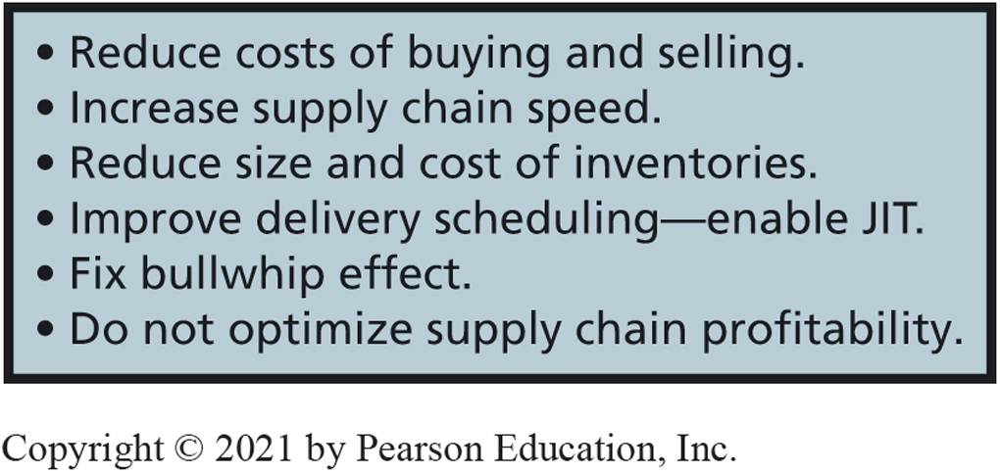 • Reduce costs of buying and selling.
• Increase supply chain speed.
• Reduce size and cost of inventories.
• Improve delivery scheduling—enable JIT.
• Fix bullwhip effect.
• Do not optimize supply chain profitability.
Copyright © 2021 by Pearson Education, Inc.